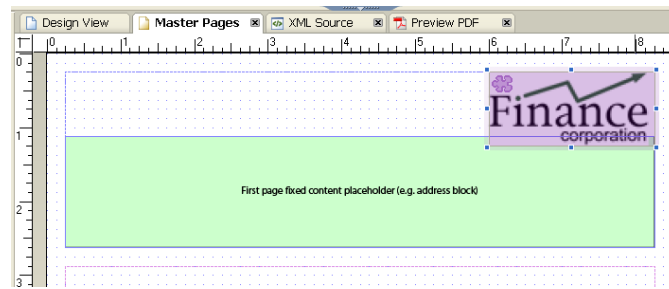 Design View Master Pages XML Source Preview PDF
0 1 2 3 4 5 6 7 8
0
Finance
corporation
1
First page fixed content placeholder (e.g. address block)
2
3